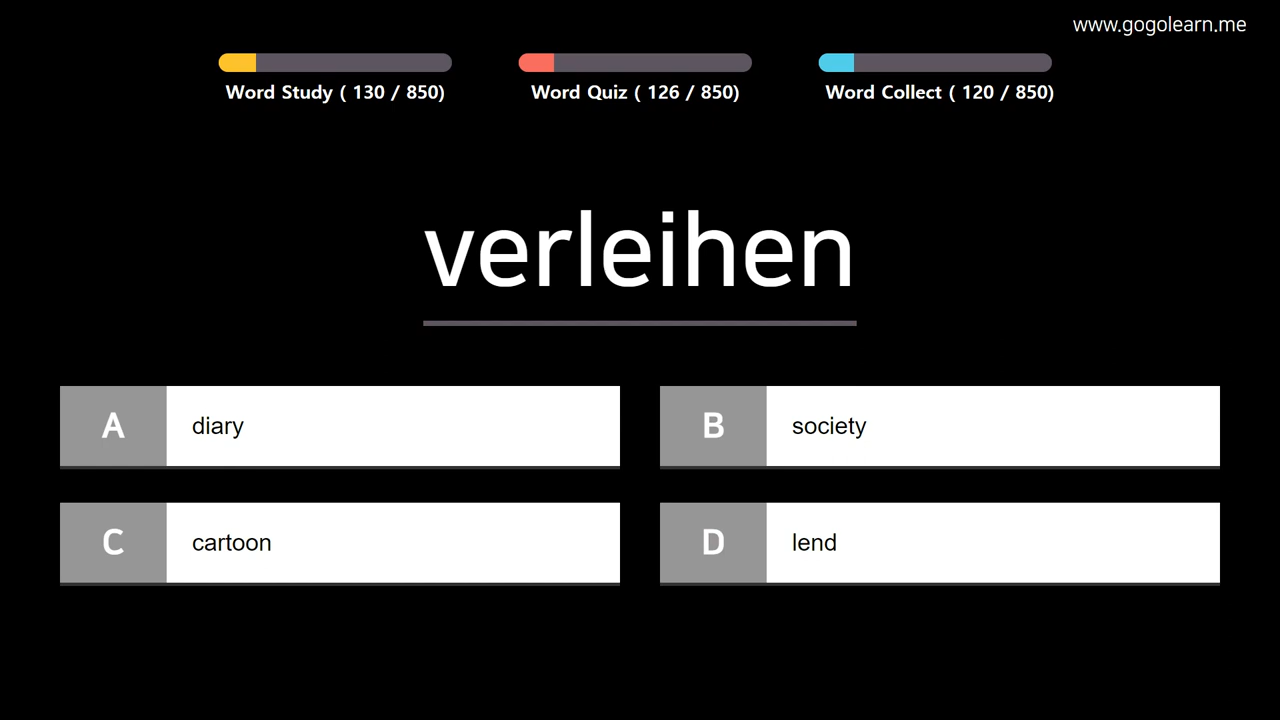 www.gogolearn.me
Word Study ( 130 / 850)
Word Quiz ( 126 / 850)
Word Collect ( 120 / 850)
verleihen
A diary
B society
C cartoon
D lend